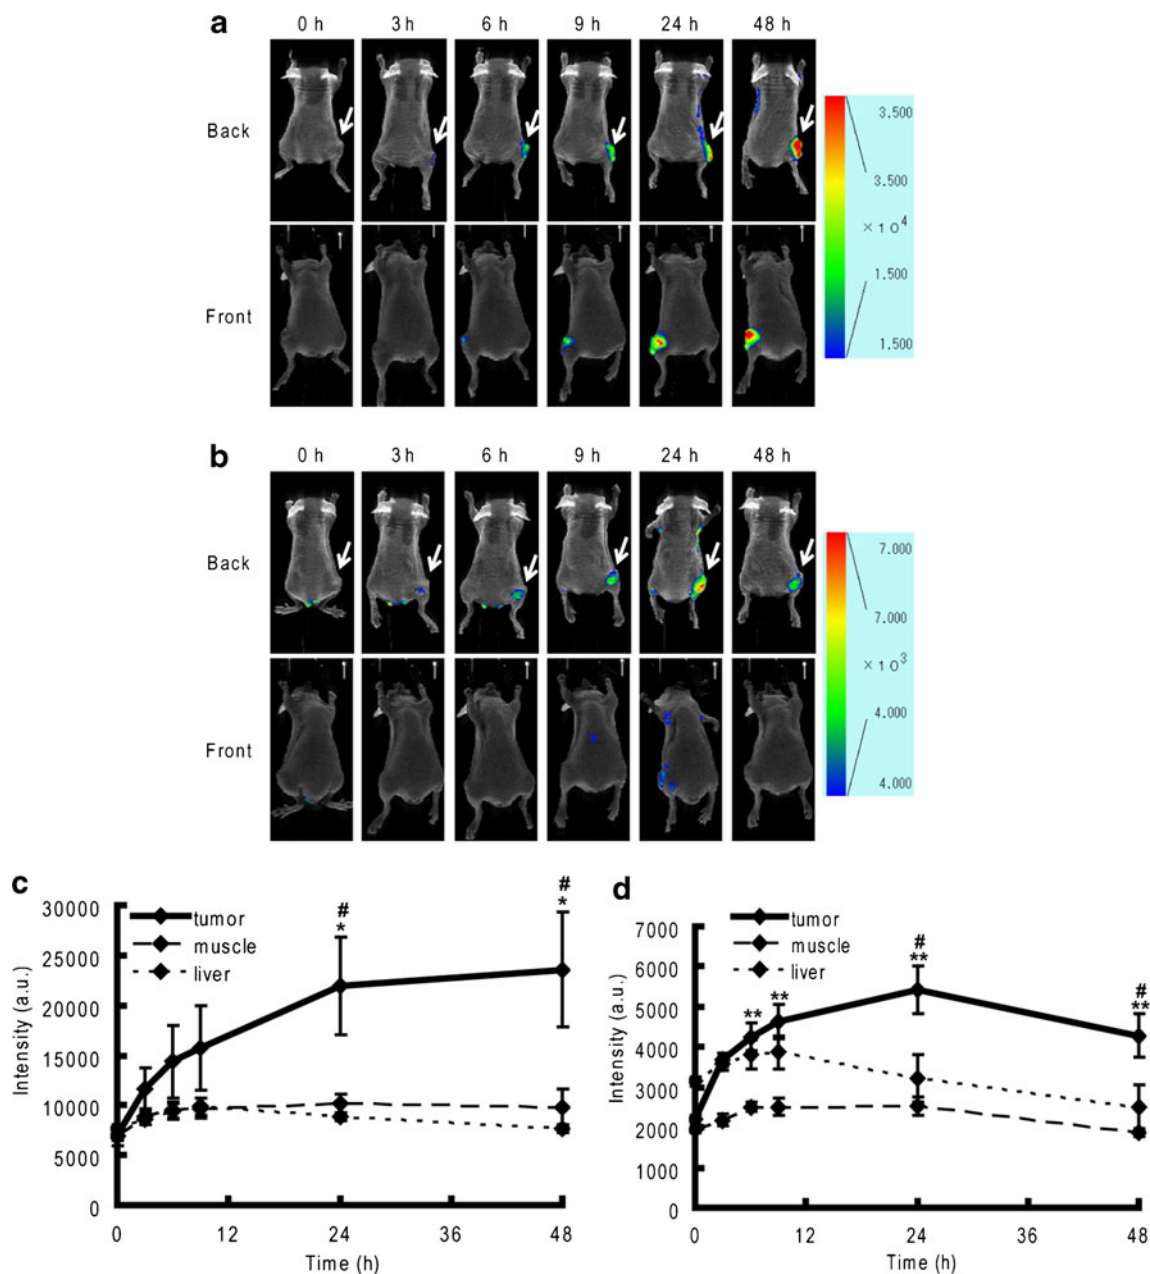 a
0 h 3 h 6 h 9 h 24 h 48 h
Back
Front
3.500
3.500
×10⁴
1.500
1.500
b
0 h 3 h 6 h 9 h 24 h 48 h
Back
Front
7.000
7.000
×10³
4.000
4.000
c
30000
25000
20000
15000
10000
5000
0
Intensity (a.u.)
tumor
muscle
liver
#
*
#
*
0 12 24 36 48
Time (h)
d
7000
6000
5000
4000
3000
2000
1000
0
Intensity (a.u.)
tumor
muscle
liver
**
**
#
**
#
**
0 12 24 36 48
Time (h)